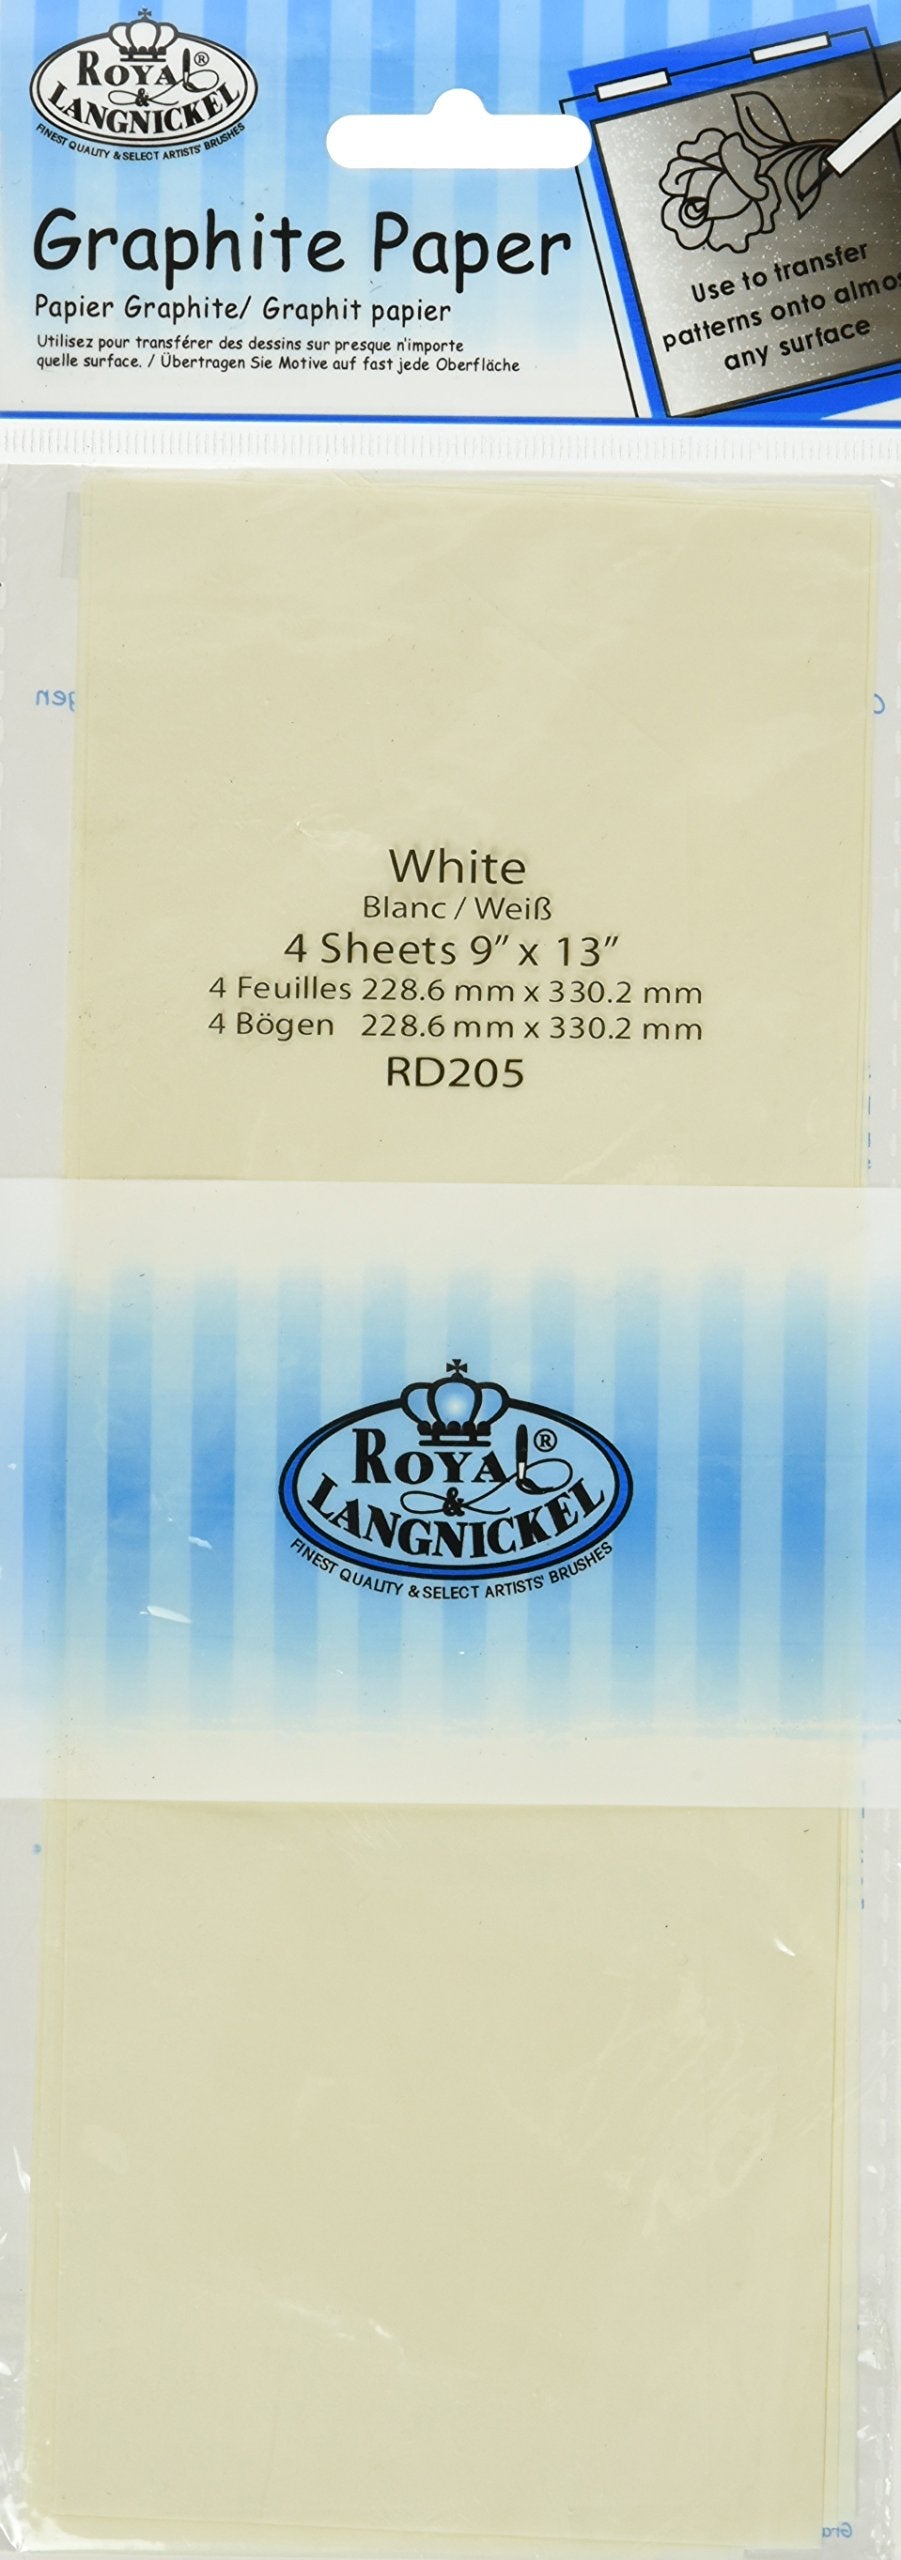 ROYAL®
&
LANGNICKEL
FINEST QUALITY & SELECT ARTISTS' BRUSHES
Graphite Paper
Papier Graphite/ Graphit papier
Utilisez pour transférer des dessins sur presque n'importe
quelle surface. / Übertragen Sie Motive auf fast jede Oberfläche
Use to transfer
patterns onto almos
any surface
White
Blanc / Weiß
4 Sheets 9” x 13”
4 Feuilles 228.6 mm x 330.2 mm
4 Bögen 228.6 mm x 330.2 mm
RD205
ROYAL®
&
LANGNICKEL
FINEST QUALITY & SELECT ARTISTS' BRUSHES